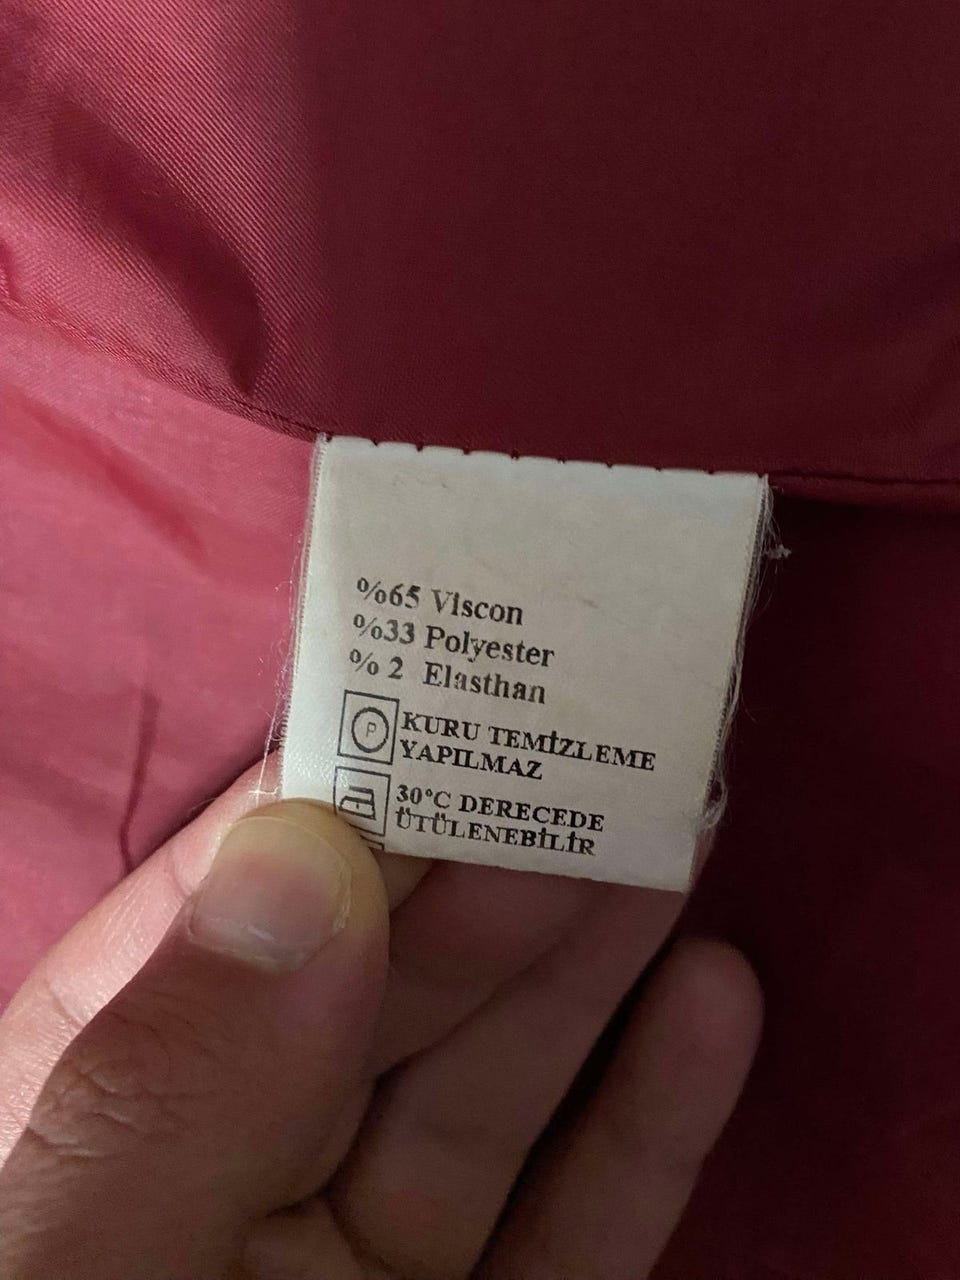 %65 Viscon
%33 Polyester
% 2 Elasthan
P
KURU TEMİZLEME
YAPILMAZ
30°C DERECEDE
ÜTÜLENEBİLİR